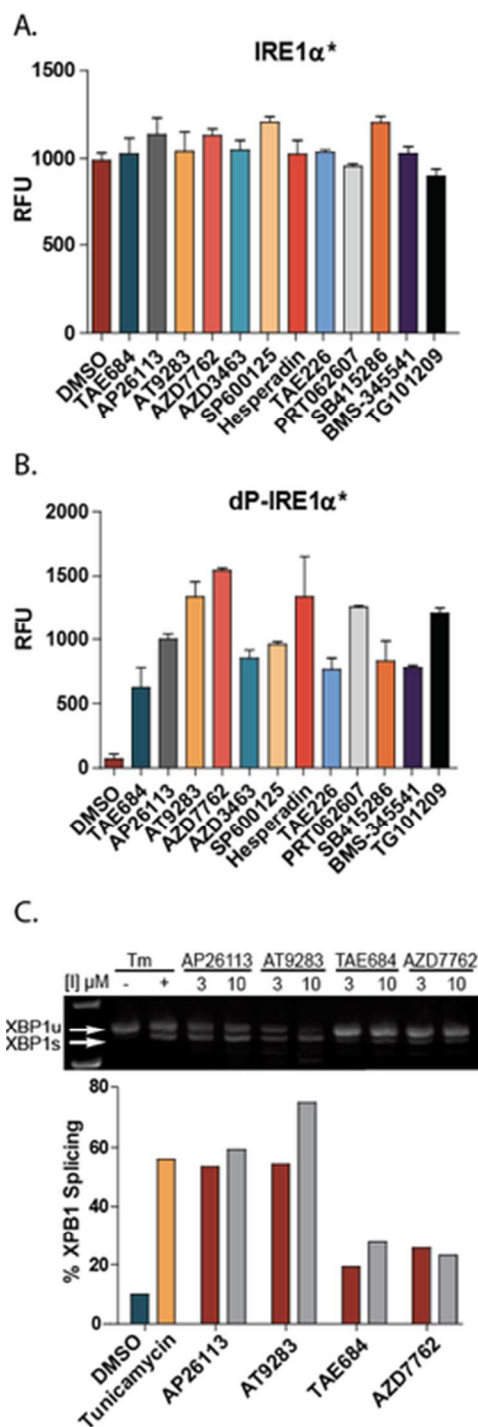 A.
IRE1α*
1500
1000
500
0
RFU
DMSO
TAE684
AP26113
AT9283
AZD7762
AZD3463
SP600125
Hesperadin
TAE226
PRT062607
SB415286
BMS-345541
TG101209
B.
dP-IRE1α*
2000
1500
1000
500
0
RFU
DMSO
TAE684
AP26113
AT9283
AZD7762
AZD3463
SP600125
Hesperadin
TAE226
PRT062607
SB415286
BMS-345541
TG101209
C.
Tm AP26113 AT9283 TAE684 AZD7762
[I] μM - + 3 10 3 10 3 10 3 10
XBP1u
XBP1s
80
60
40
20
0
% XPB1 Splicing
DMSO
Tunicamycin
AP26113
AT9283
TAE684
AZD7762